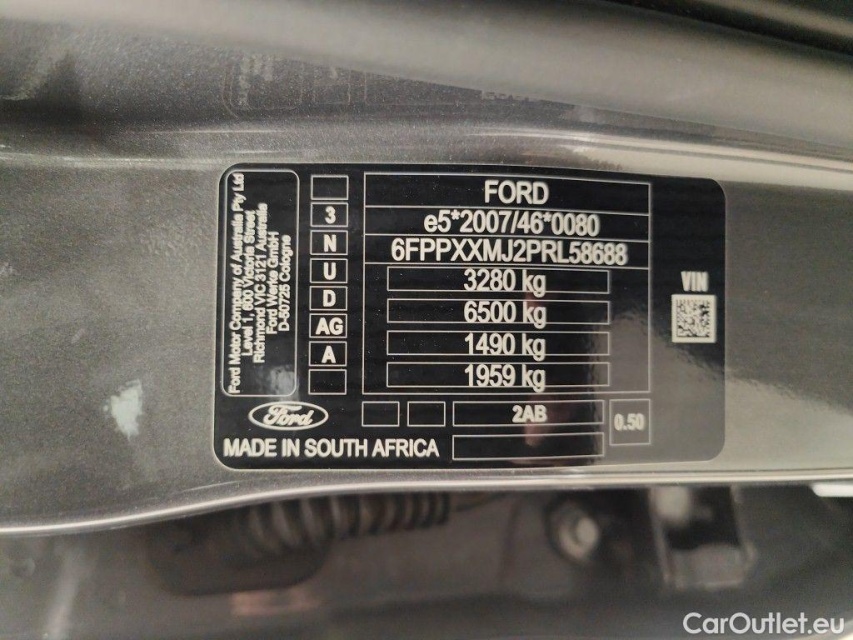 Ford Motor Company of Australia Pty Ltd
Level 1, 600 Victoria Street
Richmond VIC 3121 Australia
Ford Werke GmbH
D-50725 Cologne
3
N
U
D
AG
A
FORD
e5*2007/46*0080
6FPPXXMJ2PRL58688
3280 kg
6500 kg
1490 kg
1959 kg
VIN
Ford
2AB
0.50
MADE IN SOUTH AFRICA
CarOutlet.eu